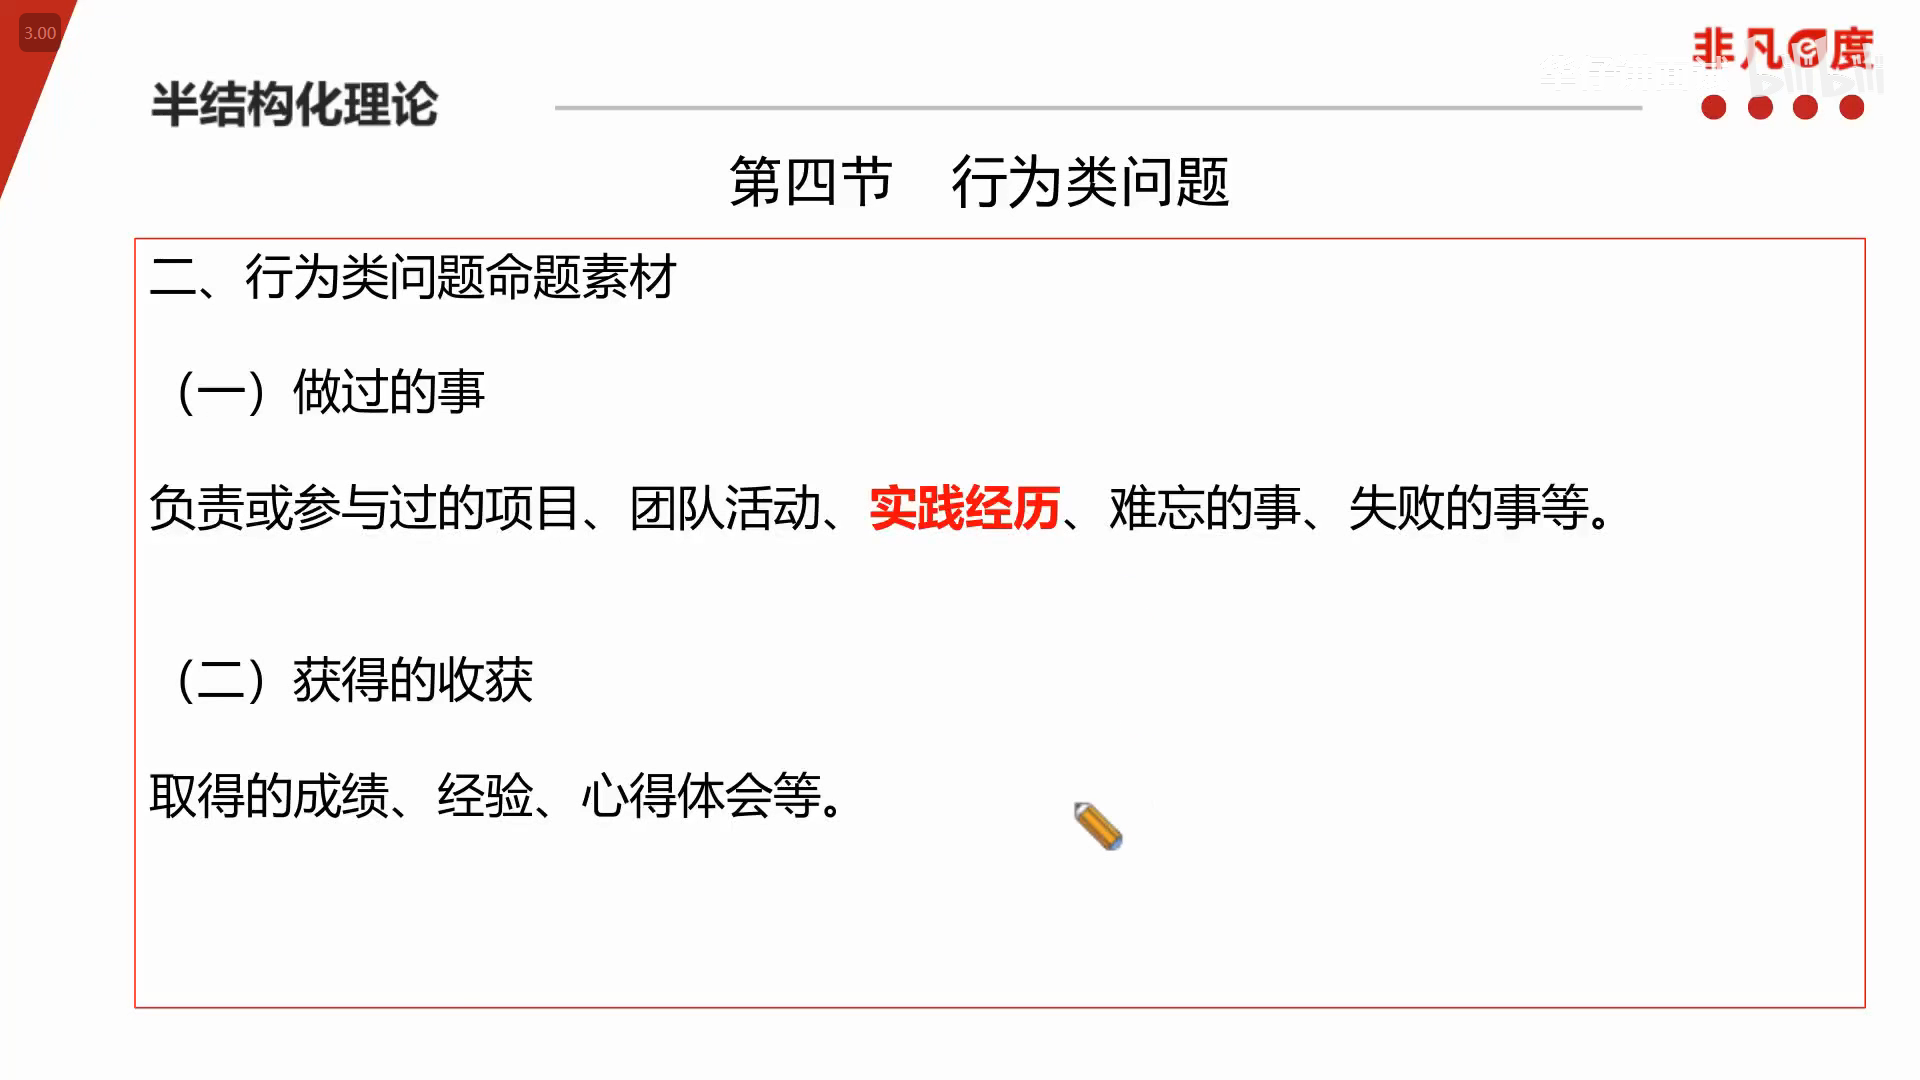 3.00
非凡e度
半结构化理论
第四节 行为类问题
二、行为类问题命题素材
（一）做过的事
负责或参与过的项目、团队活动、实践经历、难忘的事、失败的事等。
（二）获得的收获
取得的成绩、经验、心得体会等。